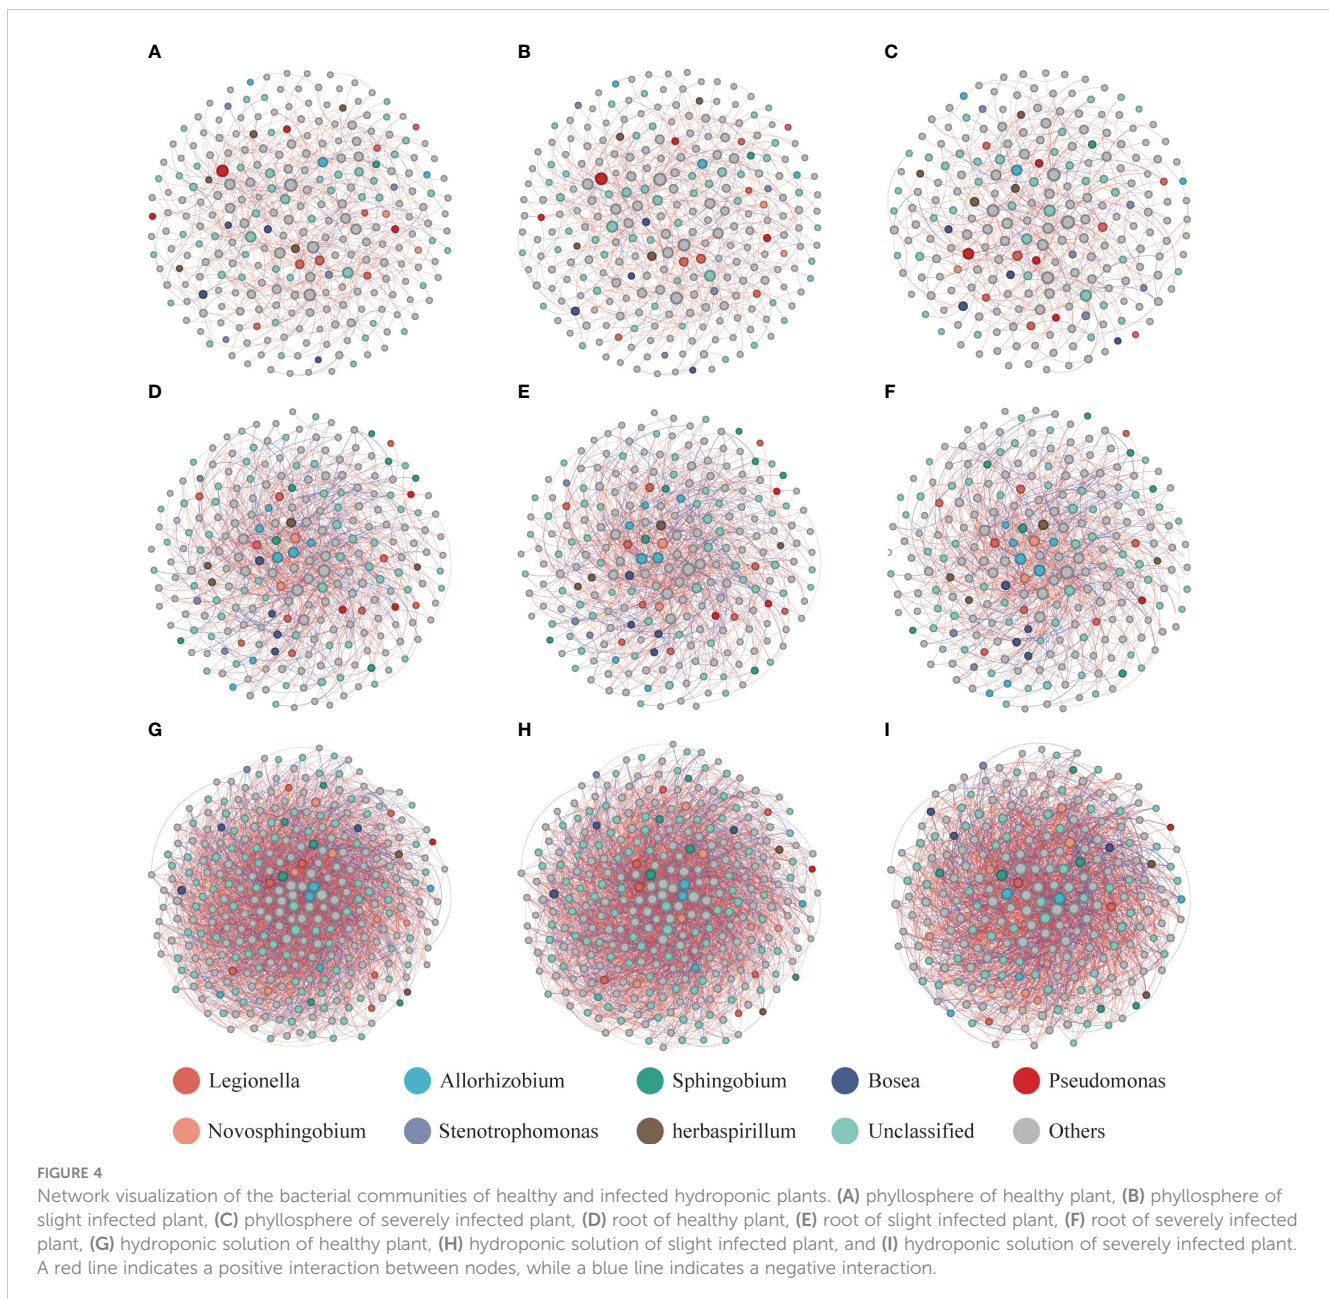 A
B
C
D
E
F
G
H
I
Legionella
Allorhizobium
Sphingobium
Bosea
Pseudomonas
Novosphingobium
Stenotrophomonas
herbaspirillum
Unclassified
Others
FIGURE 4
Network visualization of the bacterial communities of healthy and infected hydroponic plants. (A) phyllosphere of healthy plant, (B) phyllosphere of
slight infected plant, (C) phyllosphere of severely infected plant, (D) root of healthy plant, (E) root of slight infected plant, (F) root of severely infected
plant, (G) hydroponic solution of healthy plant, (H) hydroponic solution of slight infected plant, and (I) hydroponic solution of severely infected plant.
A red line indicates a positive interaction between nodes, while a blue line indicates a negative interaction.